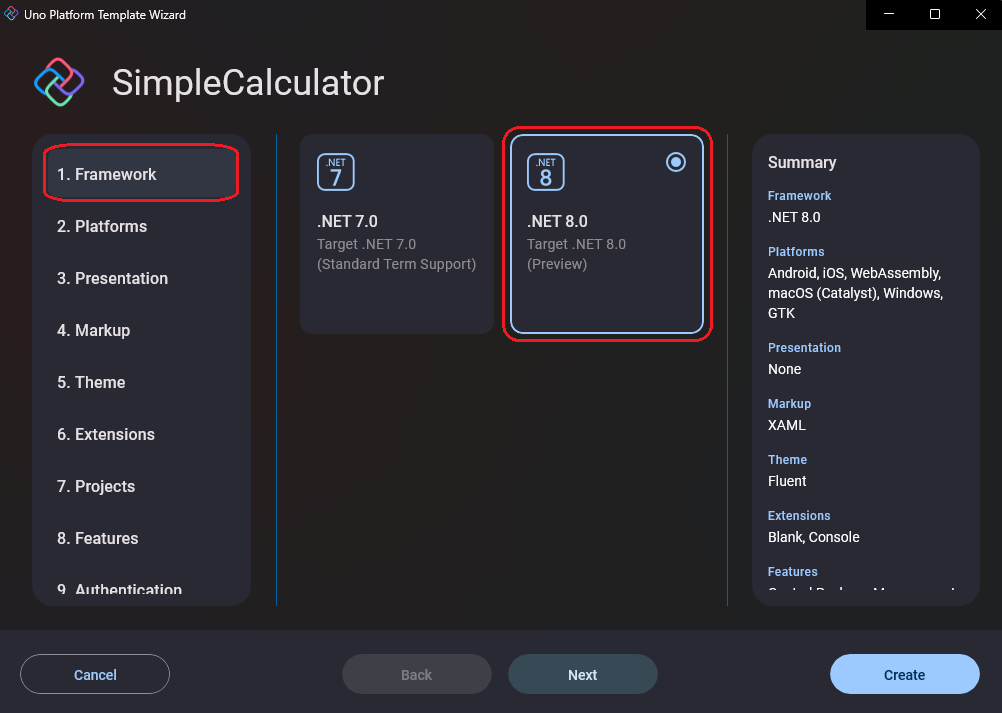 Uno Platform Template Wizard
SimpleCalculator
1. Framework
2. Platforms
3. Presentation
4. Markup
5. Theme
6. Extensions
7. Projects
8. Features
9. Authentication
.NET
7
.NET 7.0
Target .NET 7.0
(Standard Term Support)
.NET
8
.NET 8.0
Target .NET 8.0
(Preview)
Summary
Framework
.NET 8.0
Platforms
Android, iOS, WebAssembly,
macOS (Catalyst), Windows,
GTK
Presentation
None
Markup
XAML
Theme
Fluent
Extensions
Blank, Console
Features
Cancel
Back
Next
Create